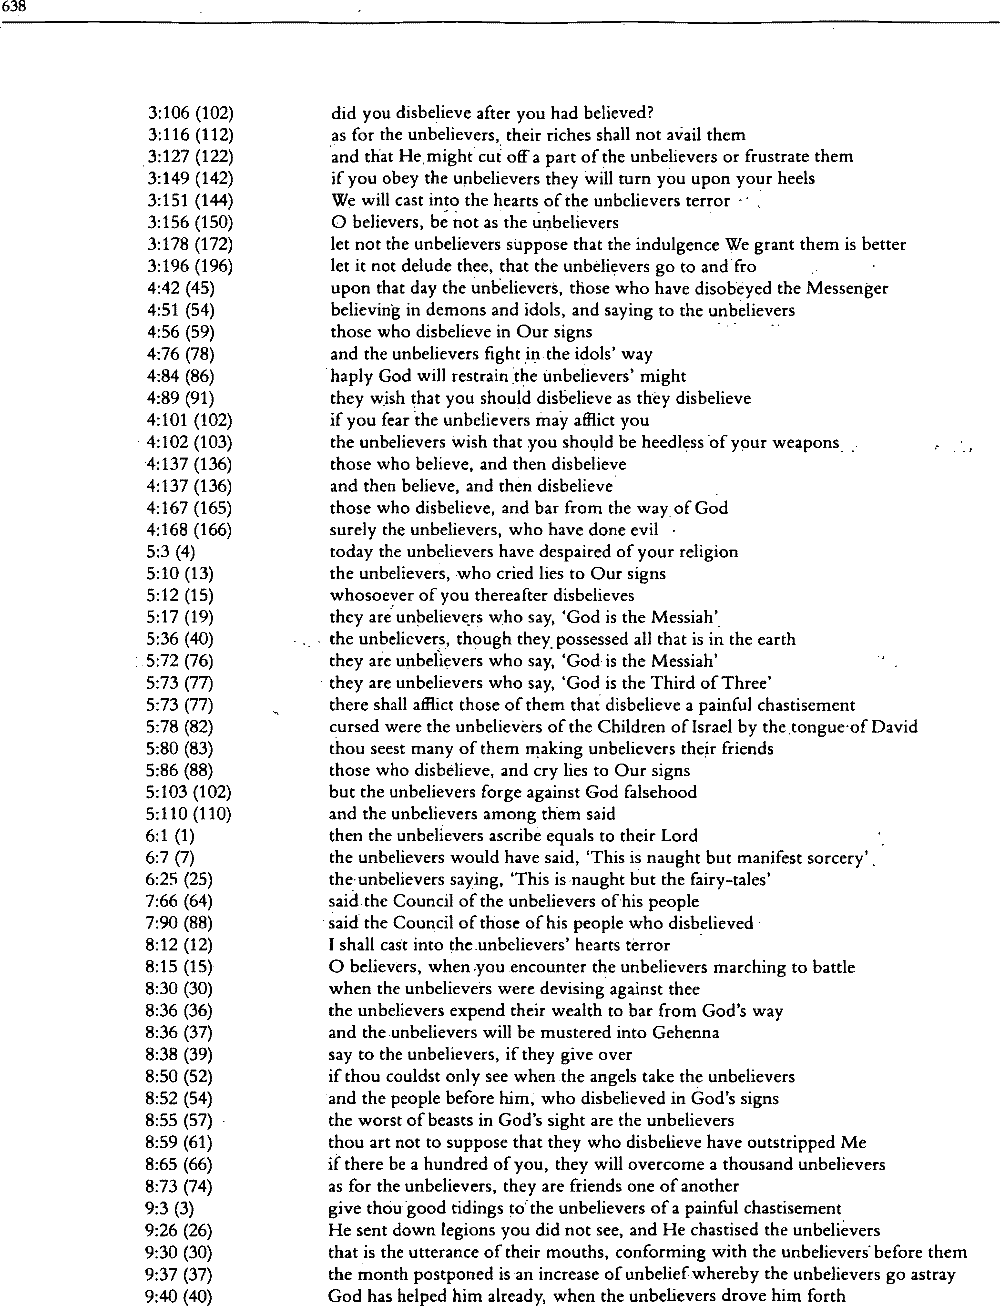 638
3:106 (102) did you disbelieve after you had believed?
3:116 (112) as for the unbelievers, their riches shall not avail them
3:127 (122) and that He might cut off a part of the unbelievers or frustrate them
3:149 (142) if you obey the unbelievers they will turn you upon your heels
3:151 (144) We will cast into the hearts of the unbelievers terror
3:156 (150) O believers, be not as the unbelievers
3:178 (172) let not the unbelievers suppose that the indulgence We grant them is better
3:196 (196) let it not delude thee, that the unbelievers go to and fro
4:42 (45) upon that day the unbelievers, those who have disobeyed the Messenger
4:51 (54) believing in demons and idols, and saying to the unbelievers
4:56 (59) those who disbelieve in Our signs
4:76 (78) and the unbelievers fight in the idols' way
4:84 (86) haply God will restrain the unbelievers' might
4:89 (91) they wish that you should disbelieve as they disbelieve
4:101 (102) if you fear the unbelievers may afflict you
4:102 (103) the unbelievers wish that you should be heedless of your weapons
4:137 (136) those who believe, and then disbelieve
4:137 (136) and then believe, and then disbelieve
4:167 (165) those who disbelieve, and bar from the way of God
4:168 (166) surely the unbelievers, who have done evil
5:3 (4) today the unbelievers have despaired of your religion
5:10 (13) the unbelievers, who cried lies to Our signs
5:12 (15) whosoever of you thereafter disbelieves
5:17 (19) they are unbelievers who say, 'God is the Messiah'
5:36 (40) the unbelievers, though they possessed all that is in the earth
5:72 (76) they are unbelievers who say, 'God is the Messiah'
5:73 (77) they are unbelievers who say, 'God is the Third of Three'
5:73 (77) there shall afflict those of them that disbelieve a painful chastisement
5:78 (82) cursed were the unbelievers of the Children of Israel by the tongue of David
5:80 (83) thou seest many of them making unbelievers their friends
5:86 (88) those who disbelieve, and cry lies to Our signs
5:103 (102) but the unbelievers forge against God falsehood
5:110 (110) and the unbelievers among them said
6:1 (1) then the unbelievers ascribe equals to their Lord
6:7 (7) the unbelievers would have said, 'This is naught but manifest sorcery'
6:25 (25) the unbelievers saying, 'This is naught but the fairy-tales'
7:66 (64) said the Council of the unbelievers of his people
7:90 (88) said the Council of those of his people who disbelieved
8:12 (12) I shall cast into the unbelievers' hearts terror
8:15 (15) O believers, when you encounter the unbelievers marching to battle
8:30 (30) when the unbelievers were devising against thee
8:36 (36) the unbelievers expend their wealth to bar from God's way
8:36 (37) and the unbelievers will be mustered into Gehenna
8:38 (39) say to the unbelievers, if they give over
8:50 (52) if thou couldst only see when the angels take the unbelievers
8:52 (54) and the people before him, who disbelieved in God's signs
8:55 (57) the worst of beasts in God's sight are the unbelievers
8:59 (61) thou art not to suppose that they who disbelieve have outstripped Me
8:65 (66) if there be a hundred of you, they will overcome a thousand unbelievers
8:73 (74) as for the unbelievers, they are friends one of another
9:3 (3) give thou good tidings to the unbelievers of a painful chastisement
9:26 (26) He sent down legions you did not see, and He chastised the unbelievers
9:30 (30) that is the utterance of their mouths, conforming with the unbelievers before them
9:37 (37) the month postponed is an increase of unbelief whereby the unbelievers go astray
9:40 (40) God has helped him already, when the unbelievers drove him forth